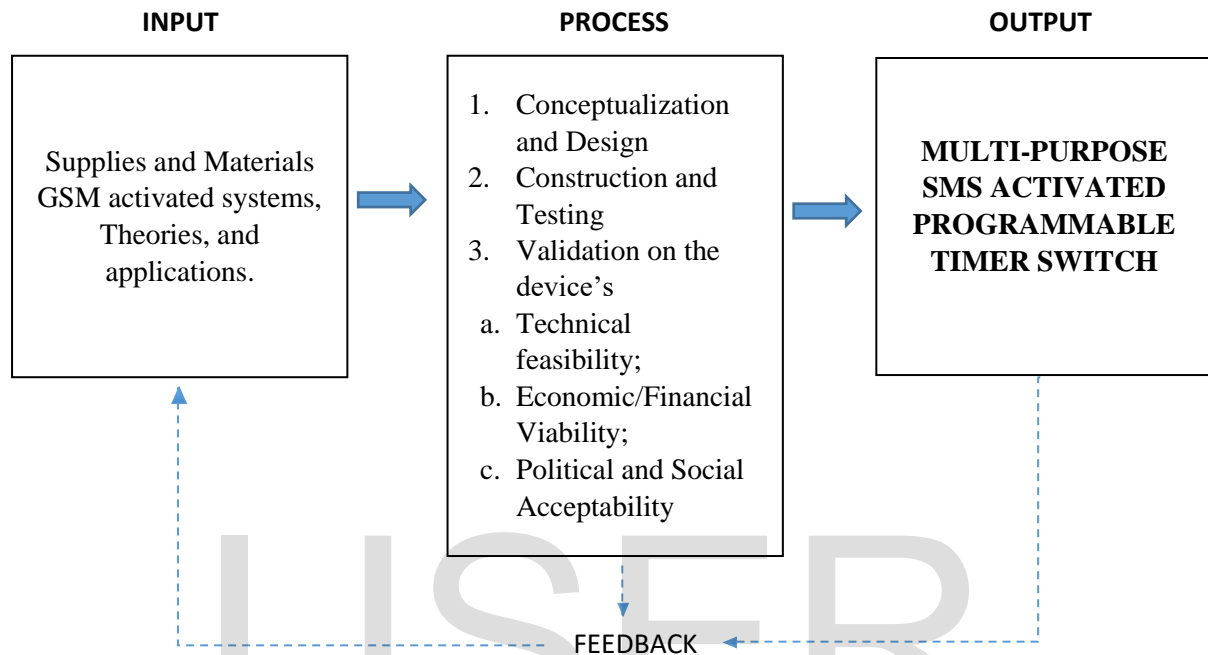 INPUT
PROCESS
OUTPUT
Supplies and Materials
GSM activated systems,
Theories, and
applications.
1. Conceptualization
and Design
2. Construction and
Testing
3. Validation on the
device’s
a. Technical
feasibility;
b. Economic/Financial
Viability;
c. Political and Social
Acceptability
MULTI-PURPOSE
SMS ACTIVATED
PROGRAMMABLE
TIMER SWITCH
FEEDBACK